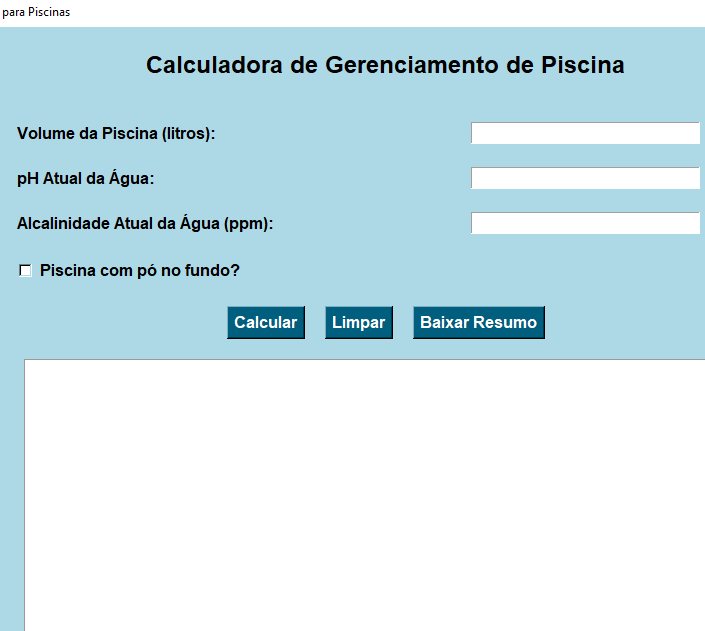 para Piscinas
Calculadora de Gerenciamento de Piscina
Volume da Piscina (litros):
pH Atual da Água:
Alcalinidade Atual da Água (ppm):
Piscina com pó no fundo?
Calcular Limpar Baixar Resumo